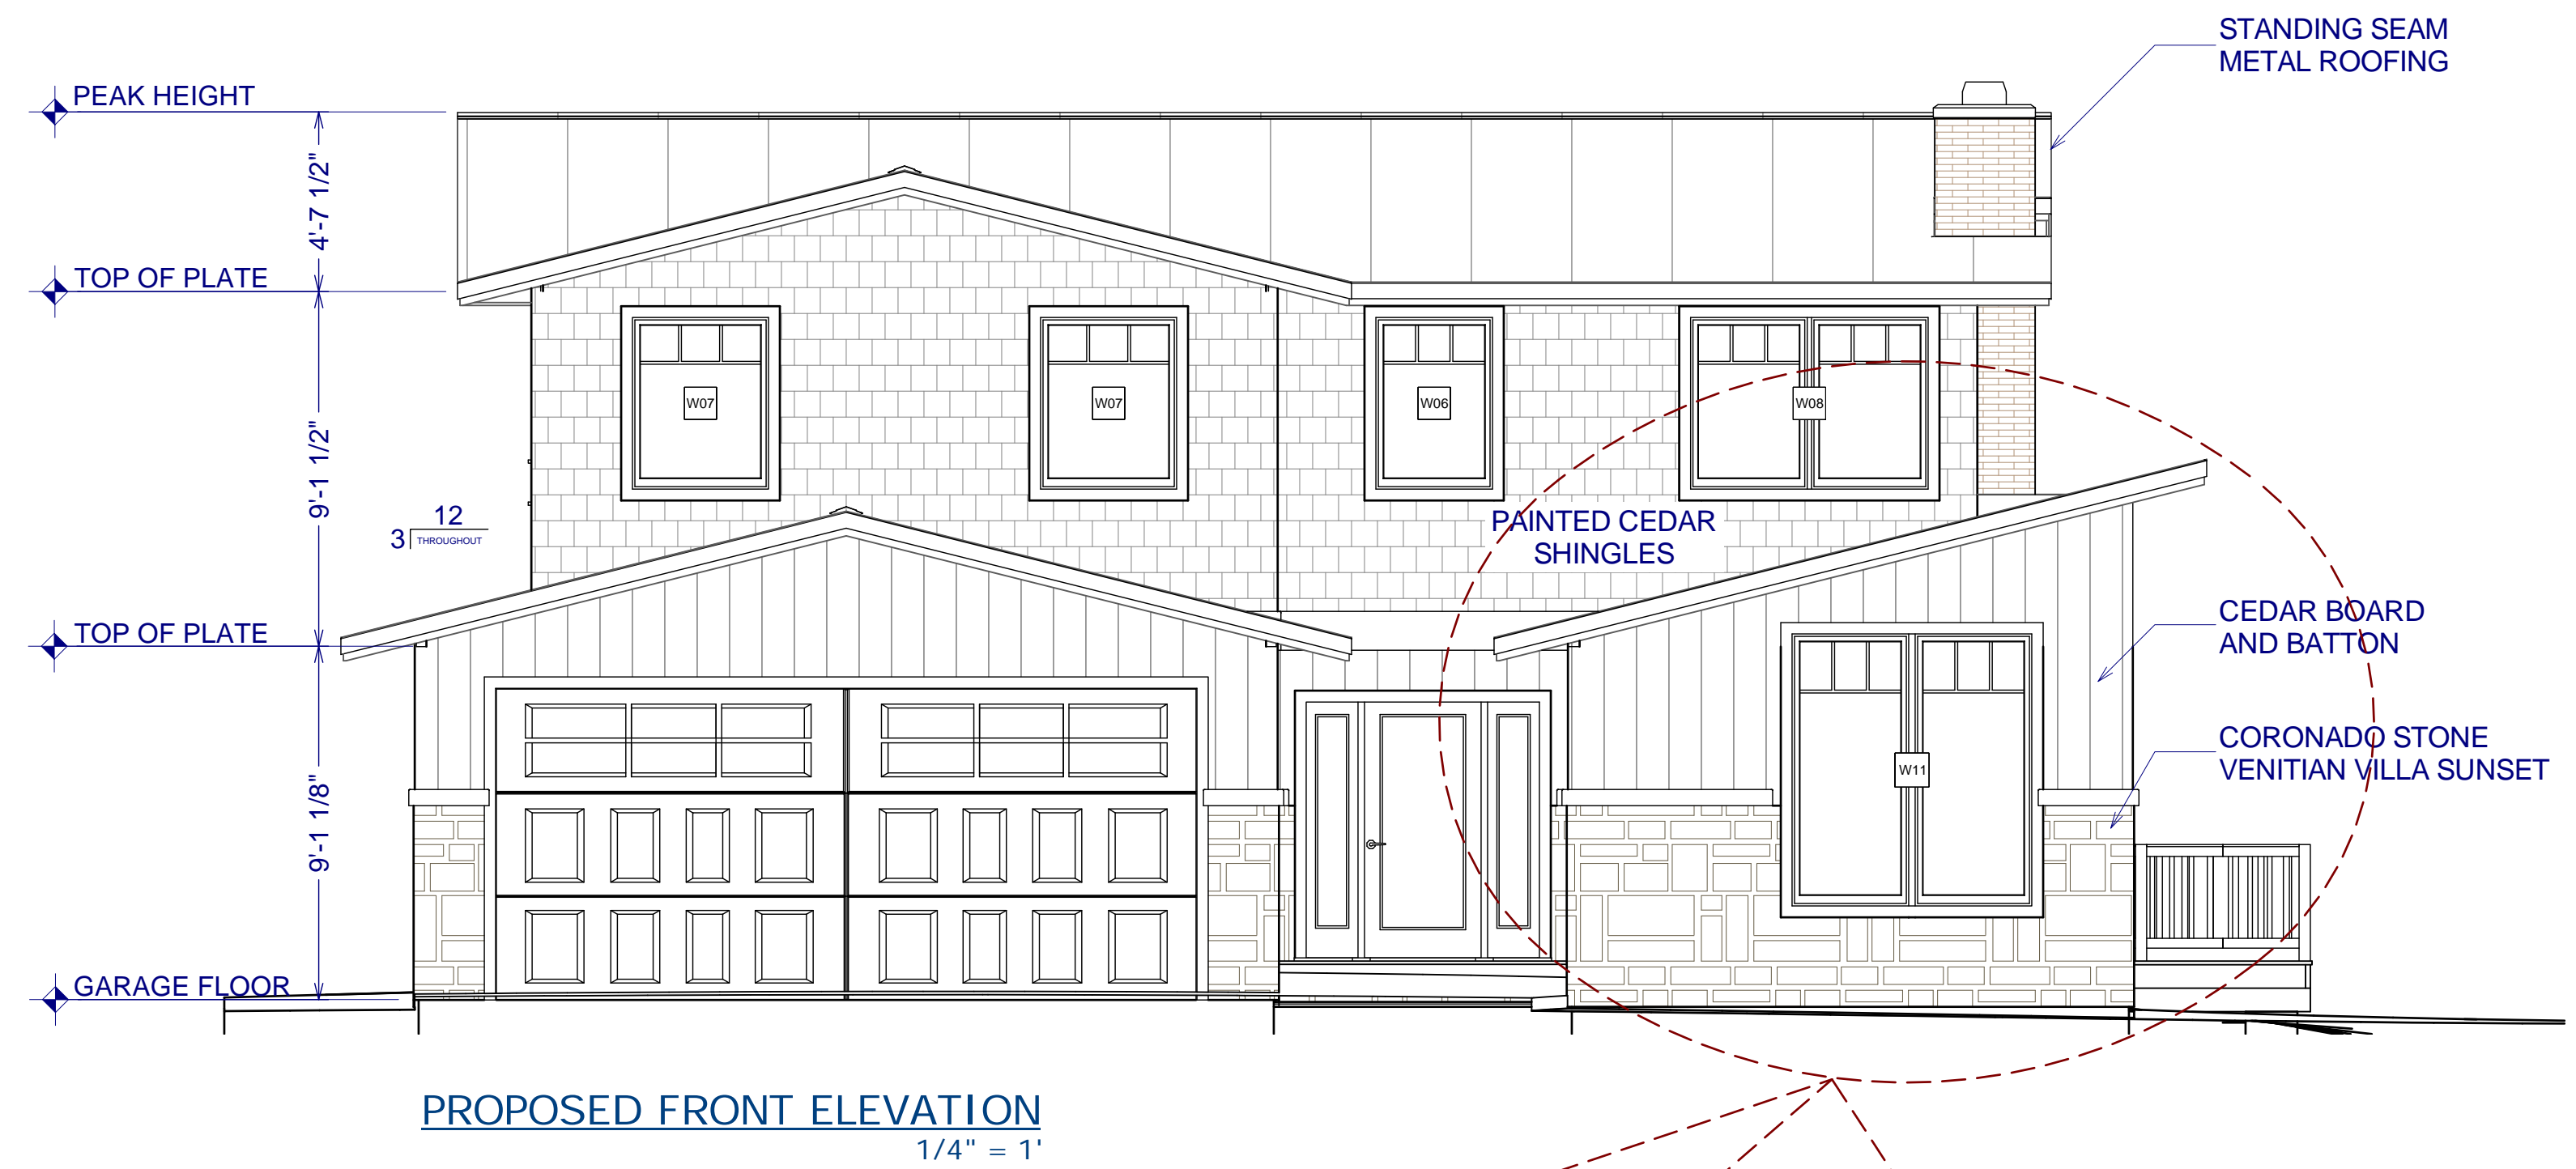 STANDING SEAM
METAL ROOFING
PEAK HEIGHT
4'-7 1/2"
TOP OF PLATE
W07
W07
W06
W08
9'-1 1/2"
12
3
THROUGHOUT
PAINTED CEDAR
SHINGLES
TOP OF PLATE
CEDAR BOARD
AND BATTON
CORONADO STONE
VENITIAN VILLA SUNSET
W11
9'-1 1/8"
GARAGE FLOOR
PROPOSED FRONT ELEVATION
1/4" = 1'